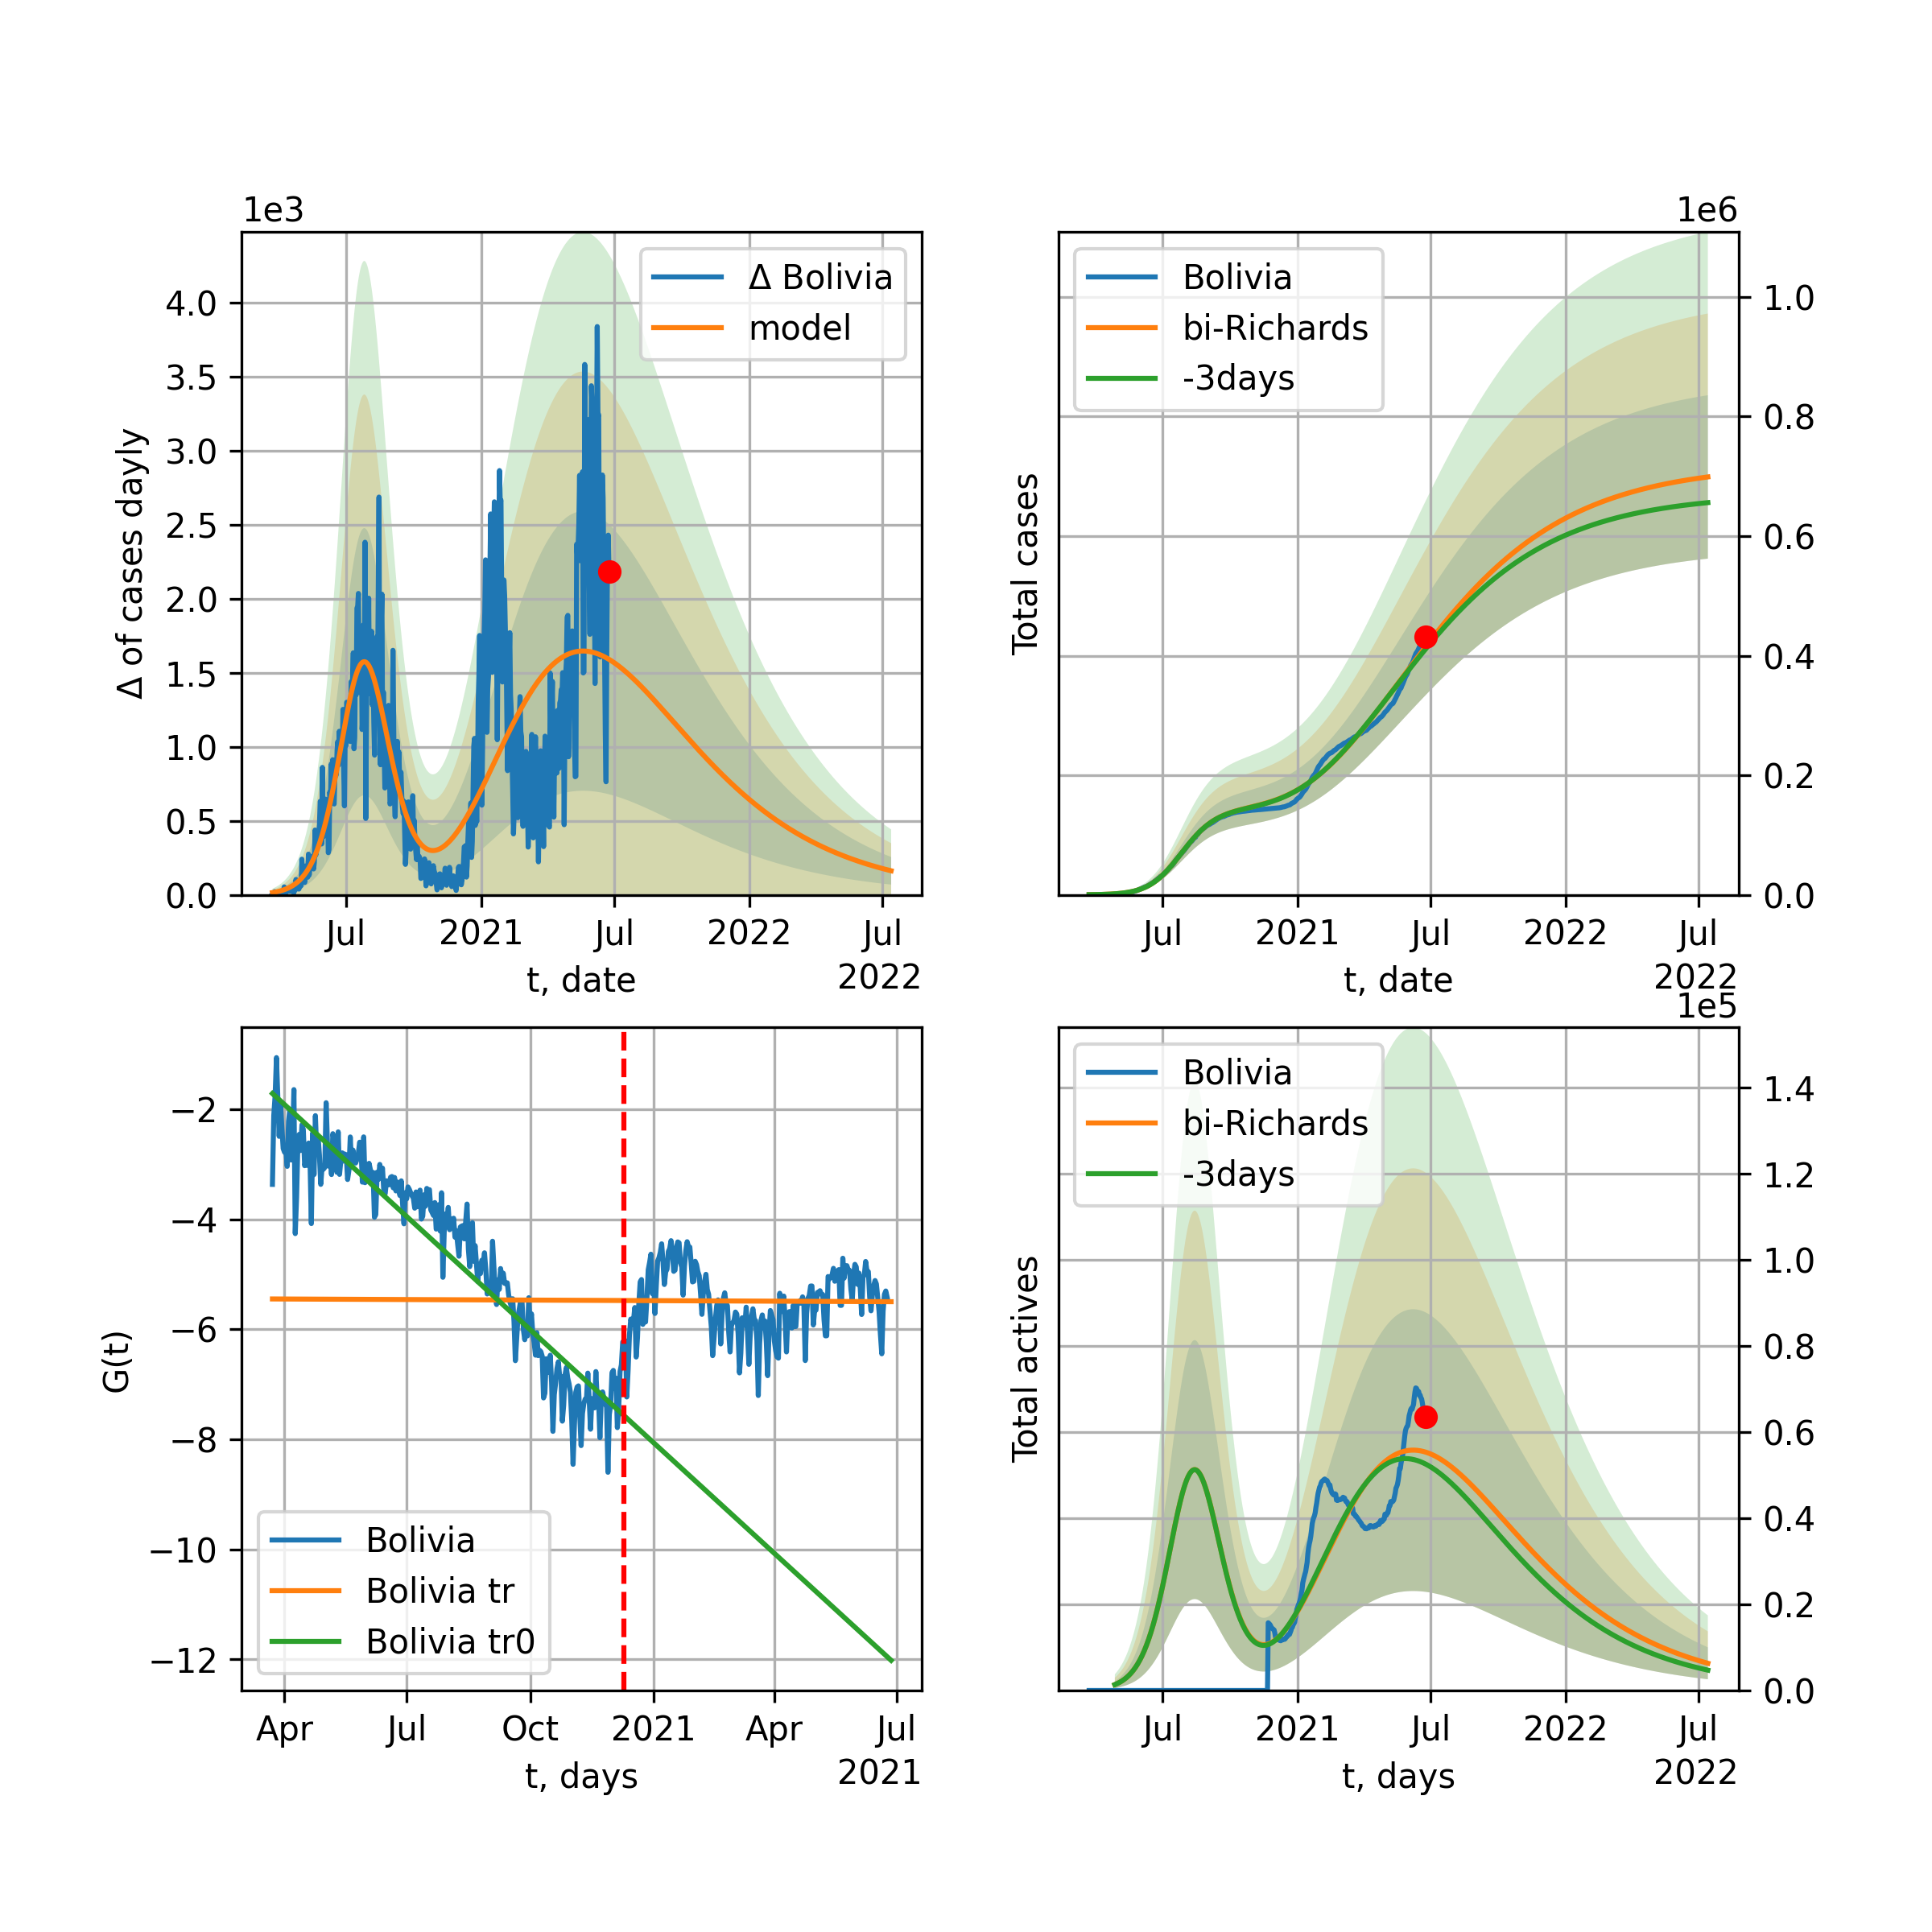 1e3
Δ of cases dayly
4.0
3.5
3.0
2.5
2.0
1.5
1.0
0.5
0.0
Δ Bolivia
model
Jul
2021
Jul
2022
Jul
2022
t, date
1e6
Total cases
Bolivia
bi-Richards
-3days
1.0
0.8
0.6
0.4
0.2
0.0
Jul
2021
Jul
2022
Jul
2022
t, date
G(t)
−2
−4
−6
−8
−10
−12
Bolivia
Bolivia tr
Bolivia tr0
Apr
Jul
Oct
2021
Apr
Jul
2021
t, days
1e5
Total actives
Bolivia
bi-Richards
-3days
1.4
1.2
1.0
0.8
0.6
0.4
0.2
0.0
Jul
2021
Jul
2022
Jul
2022
t, days